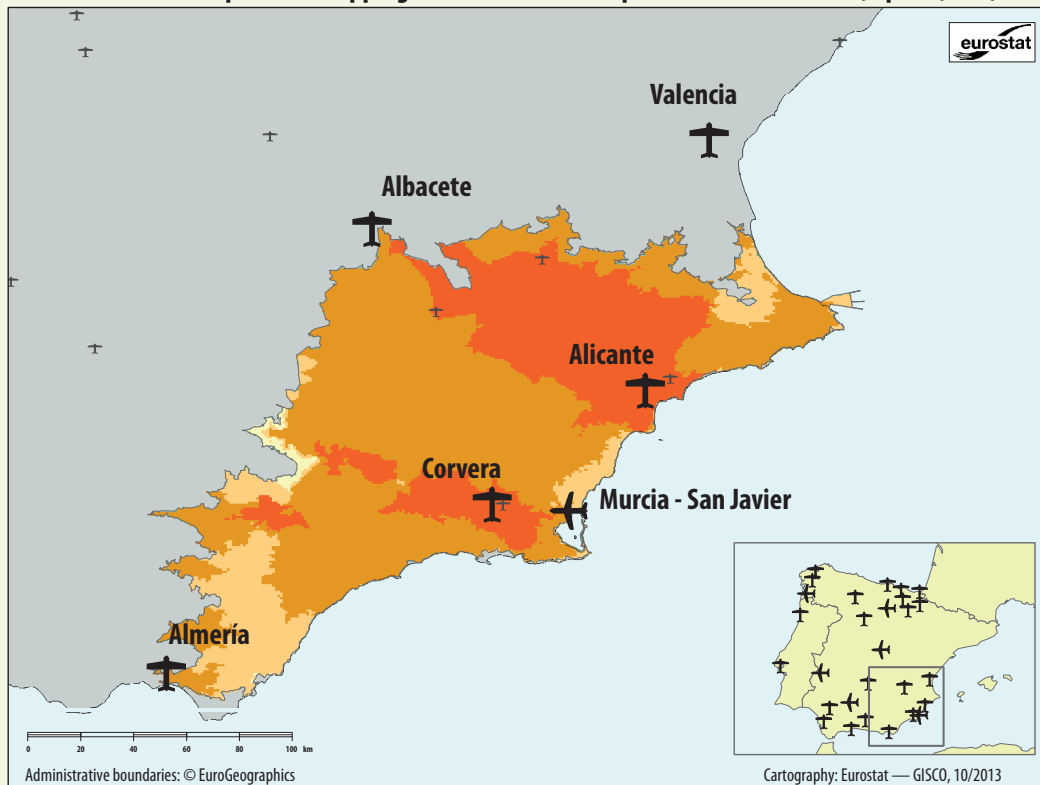 eurostat
Valencia
Albacete
Alicante
Corvera
Murcia - San Javier
Almería
0 20 40 60 80 100 km
Administrative boundaries: © EuroGeographics
Cartography: Eurostat — GISCO, 10/2013